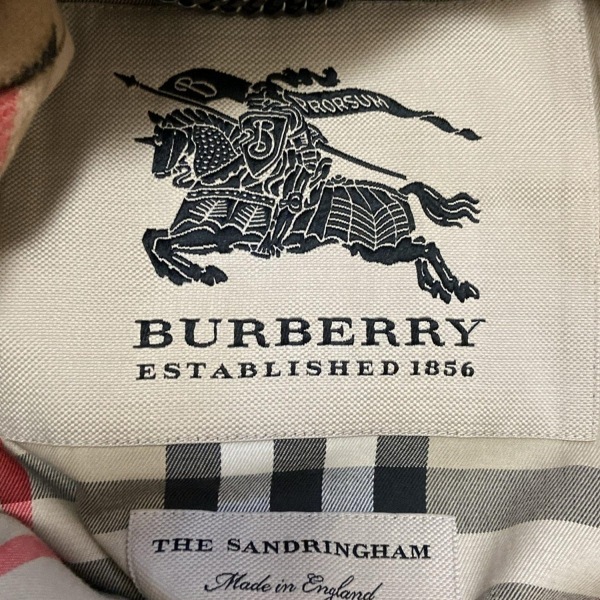 B
PRORSUM
B
BURBERRY
ESTABLISHED 1856
THE SANDRINGHAM
Made in England